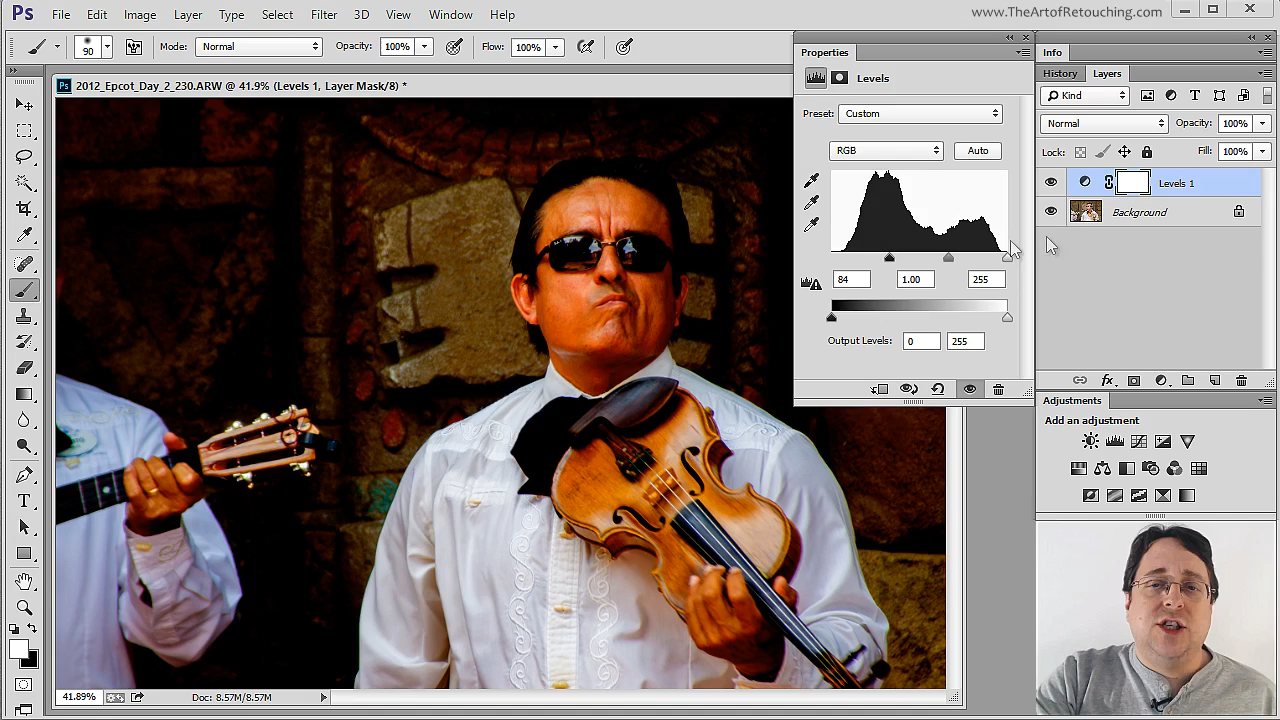 Ps File Edit Image Layer Type Select Filter 3D View Window Help
www.TheArtofRetouching.com
90 Mode: Normal Opacity: 100% Flow: 100%
Ps 2012_Epcot_Day_2_230.ARW @ 41.9% (Levels 1, Layer Mask/8) *
Properties
Levels
Preset: Custom
RGB Auto
84 1.00 255
Output Levels: 0 255
Info
History Layers
Kind
Normal Opacity: 100%
Lock: Fill: 100%
Levels 1
Background
fx
Adjustments
Add an adjustment
41.89% Doc: 8.57M/8.57M